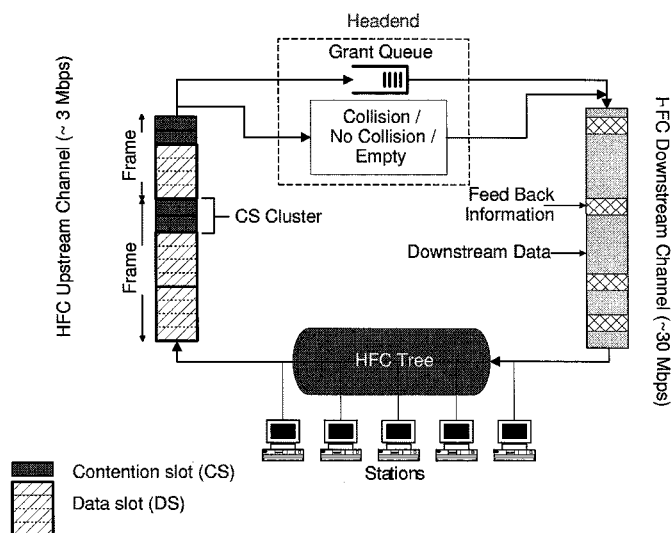 Headend
Grant Queue
Collision /
No Collision /
Empty
HFC Upstream Channel (~ 3 Mbps)
Frame
Frame
CS Cluster
Feed Back
Information
Downstream Data
HFC Downstream Channel (~30 Mbps)
HFC Tree
Stations
Contention slot (CS)
Data slot (DS)